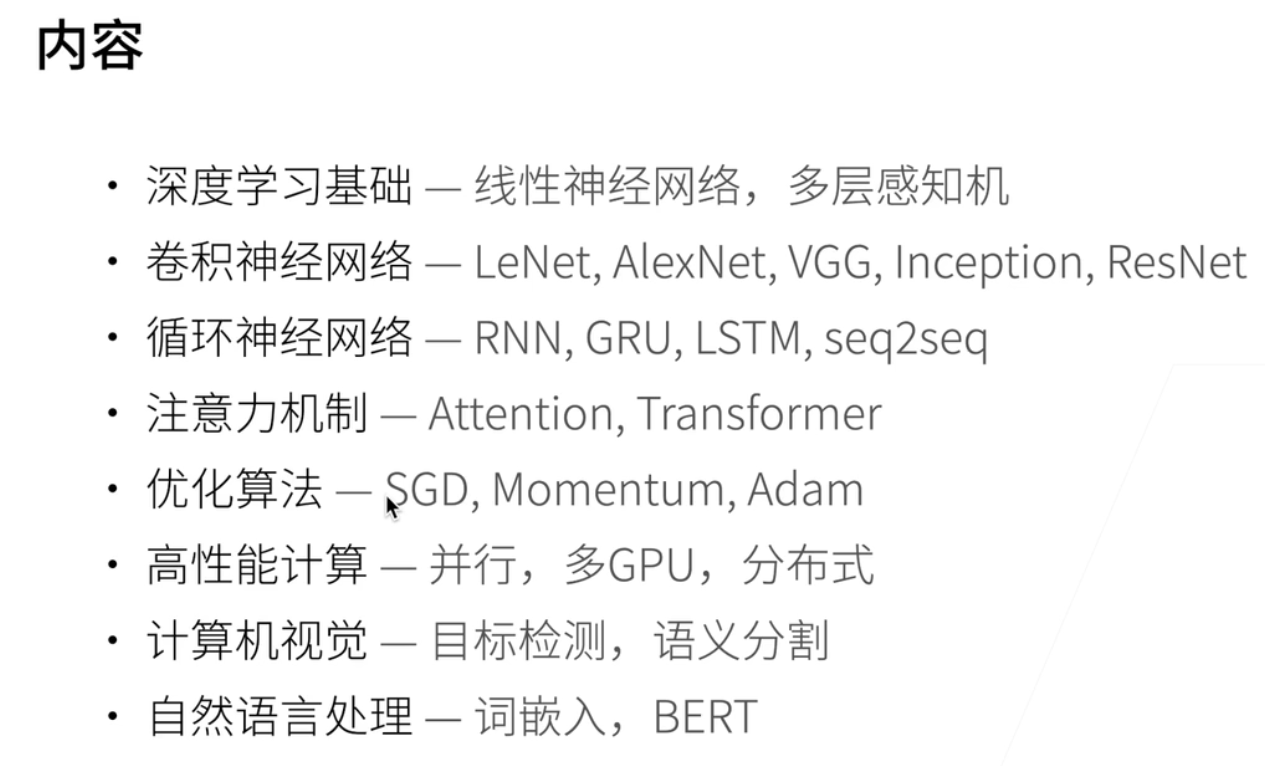 内容
• 深度学习基础 — 线性神经网络，多层感知机
• 卷积神经网络 — LeNet, AlexNet, VGG, Inception, ResNet
• 循环神经网络 — RNN, GRU, LSTM, seq2seq
• 注意力机制 — Attention, Transformer
• 优化算法 — SGD, Momentum, Adam
• 高性能计算 — 并行，多GPU，分布式
• 计算机视觉 — 目标检测，语义分割
• 自然语言处理 — 词嵌入，BERT